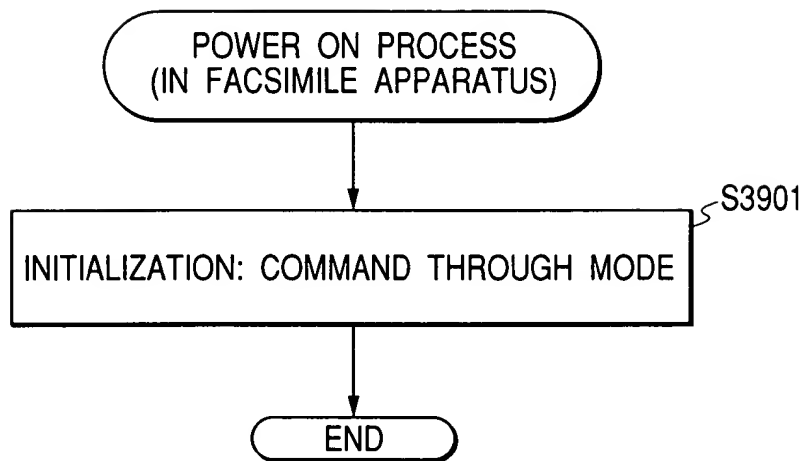 POWER ON PROCESS
(IN FACSIMILE APPARATUS)
S3901
INITIALIZATION: COMMAND THROUGH MODE
END